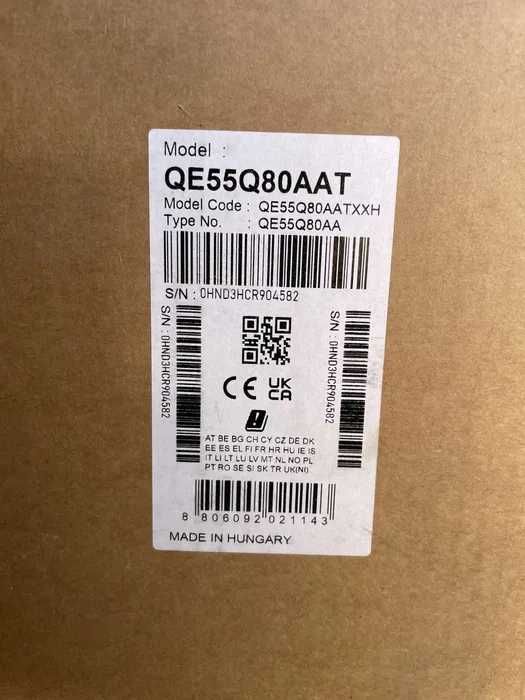 Model :
QE55Q80AAT
Model Code : QE55Q80AATXXH
Type No. : QE55Q80AA
S/N : 0HND3HCR904582
S/N : 0HND3HCR904582
S/N : 0HND3HCR904582
CE UK CA
AT BE BG CH CY CZ DE DK
EE ES EL FI FR HR HU IE IS
IT LI LT LU LV MT NL NO PL
PT RO SE SI SK TR UK(NI)
8 806092 021143
MADE IN HUNGARY